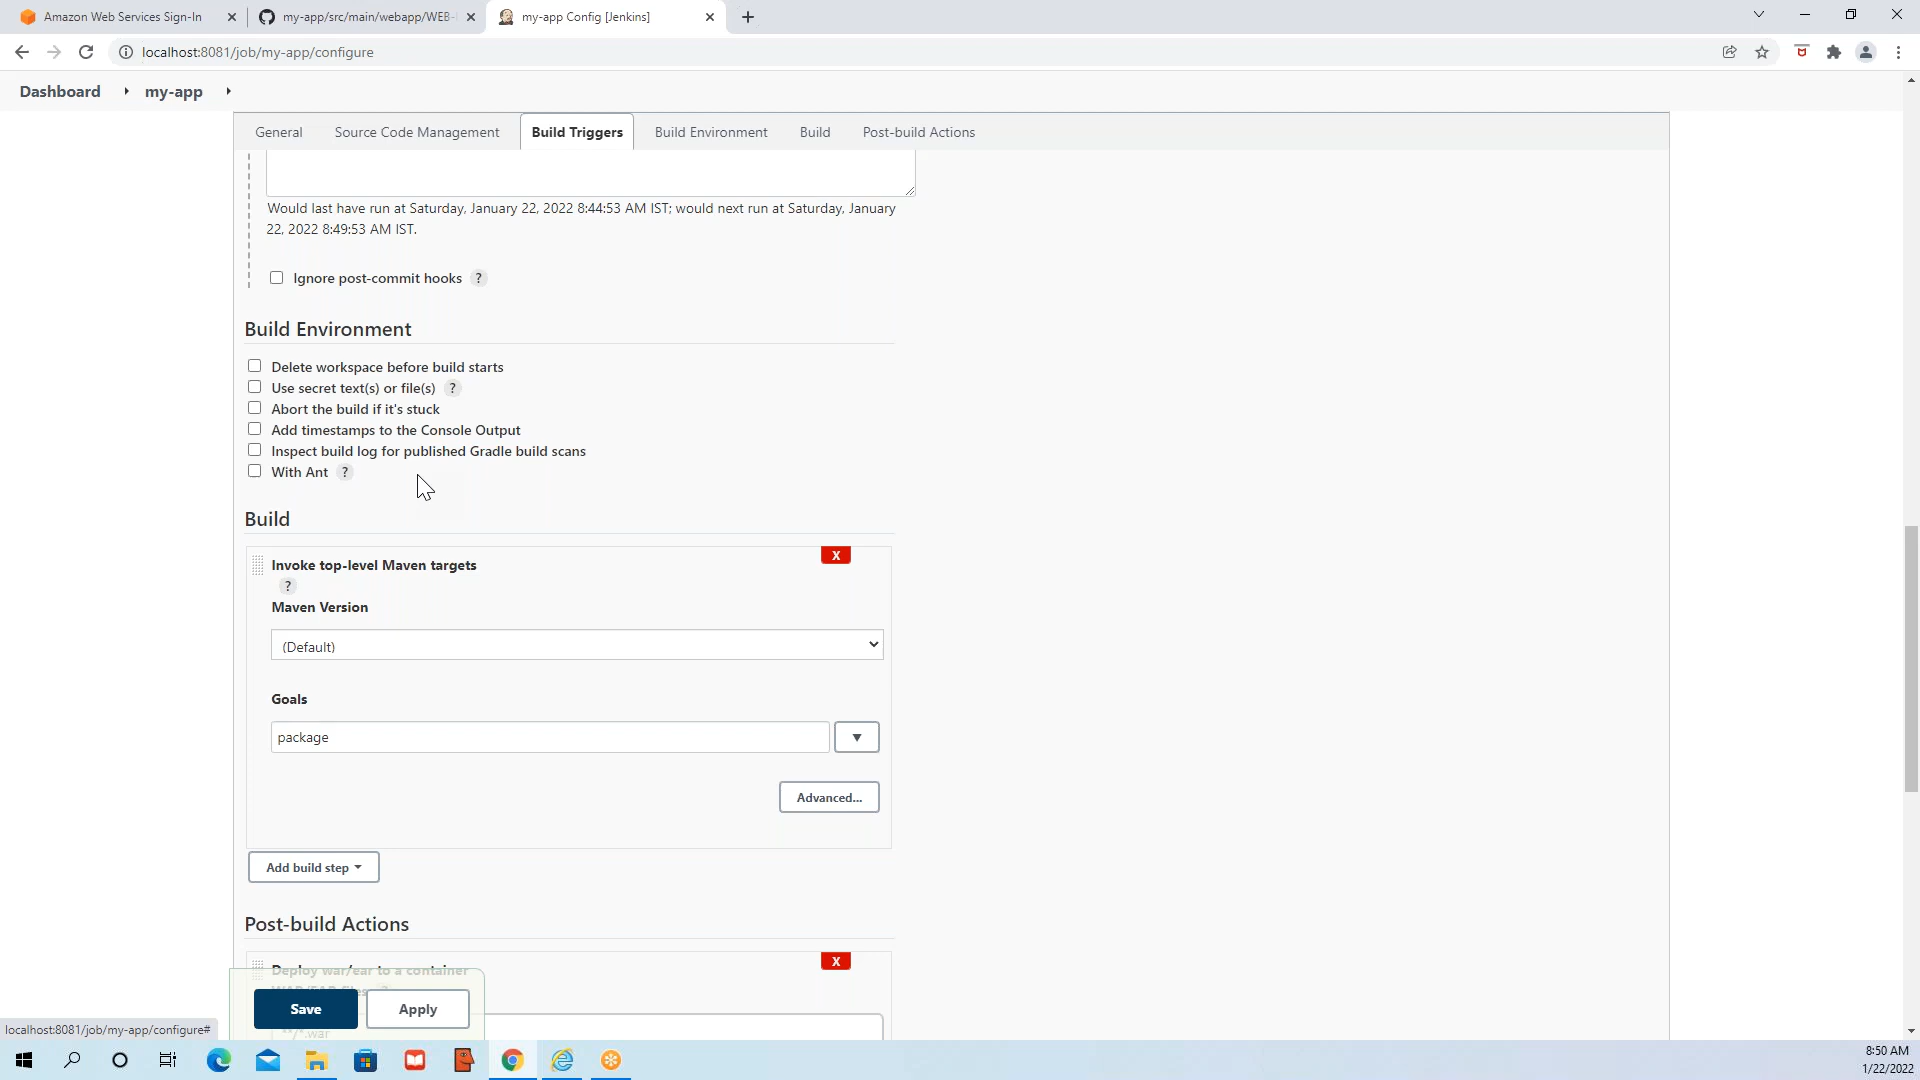 Amazon Web Services Sign-In
my-app/src/main/webapp/WEB-
my-app Config [Jenkins]
localhost:8081/job/my-app/configure
Dashboard
my-app
General
Source Code Management
Build Triggers
Build Environment
Build
Post-build Actions
Would last have run at Saturday, January 22, 2022 8:44:53 AM IST; would next run at Saturday, January
22, 2022 8:49:53 AM IST.
Ignore post-commit hooks ?
Build Environment
Delete workspace before build starts
Use secret text(s) or file(s) ?
Abort the build if it's stuck
Add timestamps to the Console Output
Inspect build log for published Gradle build scans
With Ant ?
Build
X
Invoke top-level Maven targets
?
Maven Version
(Default)
Goals
package
Advanced...
Add build step
Post-build Actions
X
Deploy war/ear to a container
WAR/EAR files ?
Save
Apply
**/*.war
localhost:8081/job/my-app/configure#
8:50 AM
1/22/2022